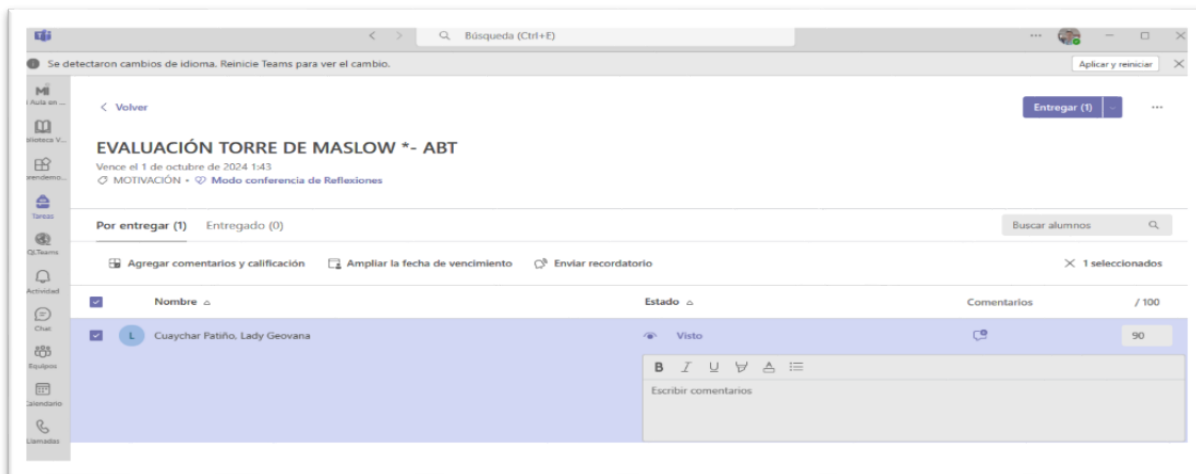 Búsqueda (Ctrl+E)
Se detectaron cambios de idioma. Reinicie Teams para ver el cambio.
Aplicar y reiniciar
Aula en ...
Volver
Entregar (1)
EVALUACIÓN TORRE DE MASLOW *- ABT
Vence el 1 de octubre de 2024 1:43
MOTIVACIÓN • Modo conferencia de Reflexiones
Tareas
Por entregar (1) Entregado (0)
Buscar alumnos
Agregar comentarios y calificación Ampliar la fecha de vencimiento Enviar recordatorio
1 seleccionados
Nombre Estado Comentarios / 100
L Cuaychar Patiño, Lady Geovana Visto 90
B I U A
Escribir comentarios
Actividad
Chat
Equipos
Calendario
Llamadas